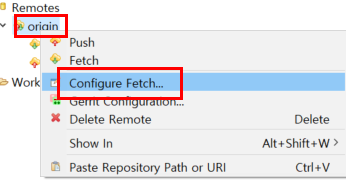 Remotes
origin
Push
Fetch
Work
Configure Fetch...
Gerrit Configuration...
Delete Remote Delete
Show In Alt+Shift+W >
Paste Repository Path or URI Ctrl+V